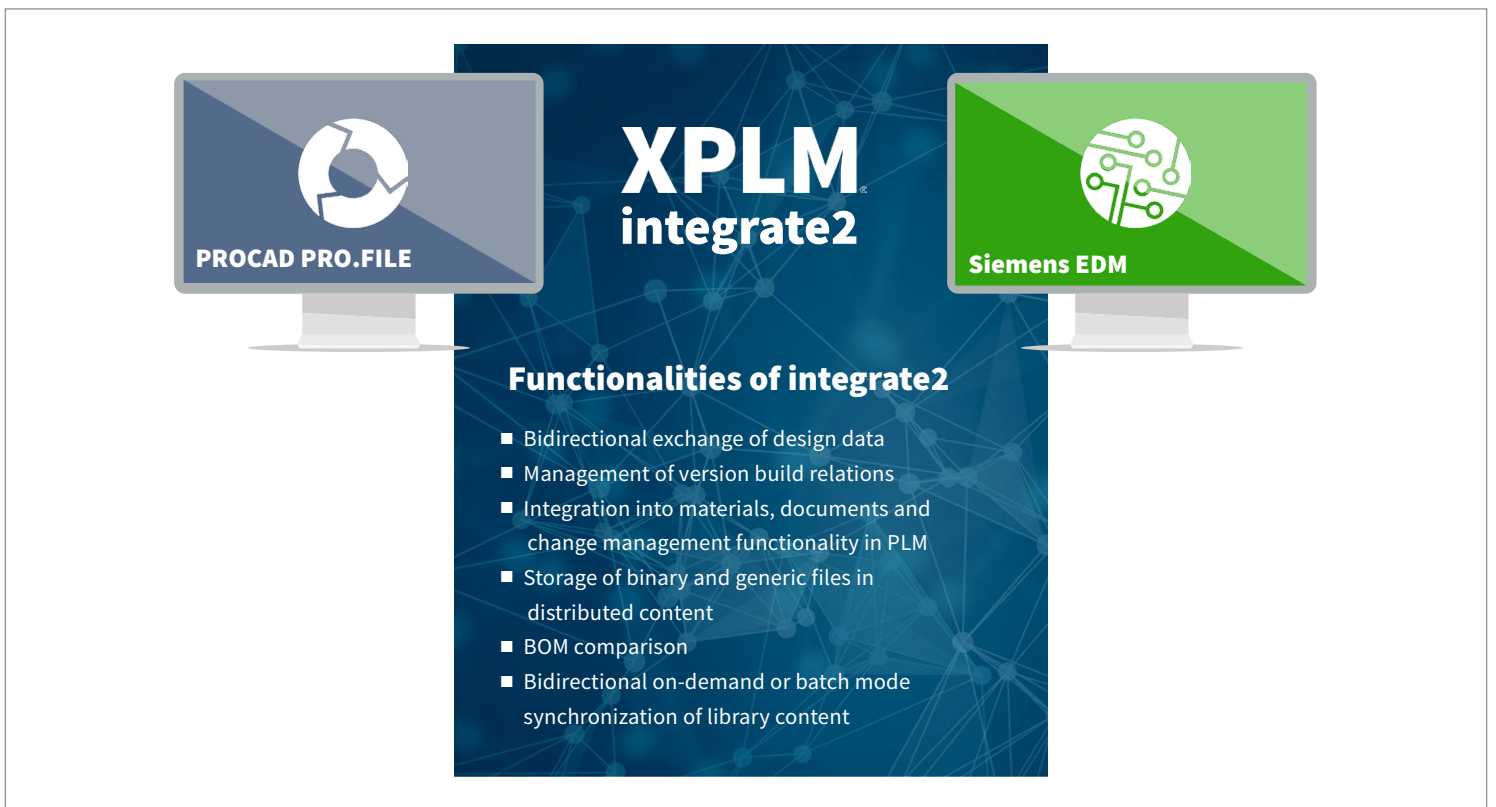 XPLM
integrate2
PROCAD PRO.FILE
Siemens EDM
Functionalities of integrate2
■ Bidirectional exchange of design data
■ Management of version build relations
■ Integration into materials, documents and
change management functionality in PLM
■ Storage of binary and generic files in
distributed content
■ BOM comparison
■ Bidirectional on-demand or batch mode
synchronization of library content